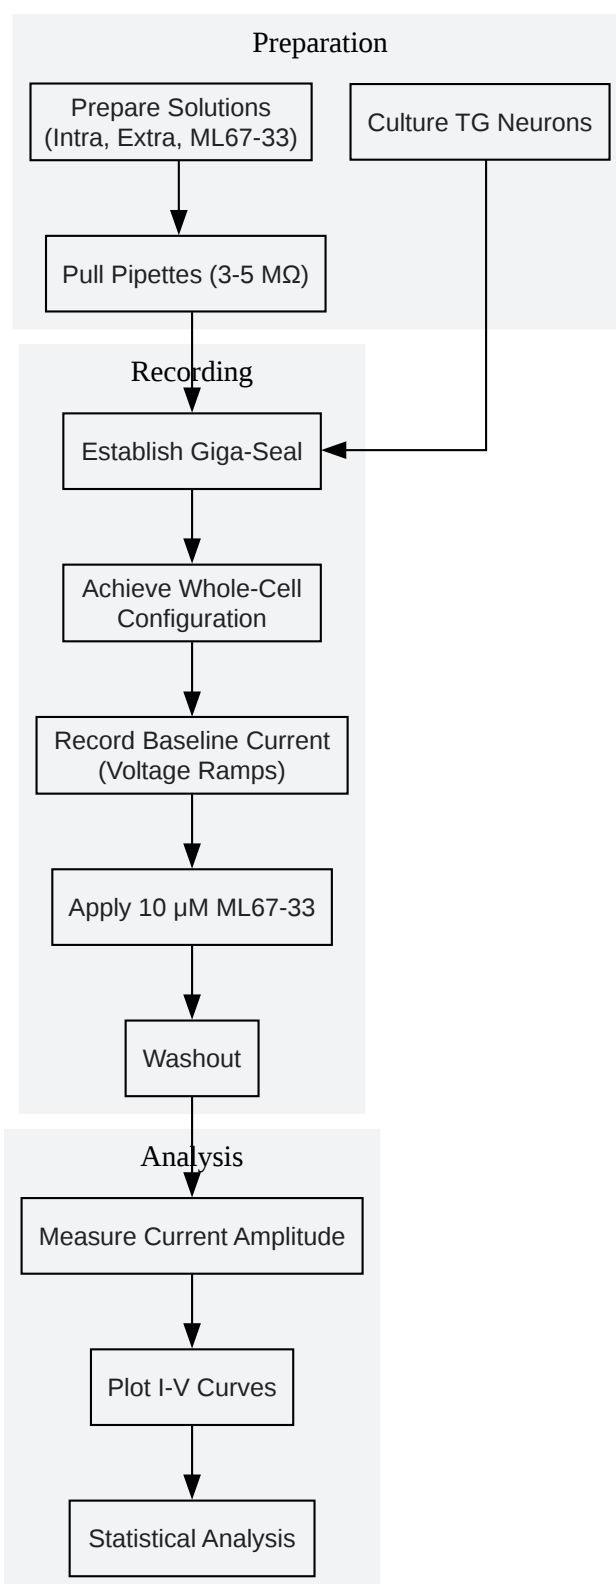 Preparation
Prepare Solutions
(Intra, Extra, ML67-33)
Culture TG Neurons
Pull Pipettes (3-5 MΩ)
Recording
Establish Giga-Seal
Achieve Whole-Cell
Configuration
Record Baseline Current
(Voltage Ramps)
Apply 10 μM ML67-33
Washout
Analysis
Measure Current Amplitude
Plot I-V Curves
Statistical Analysis